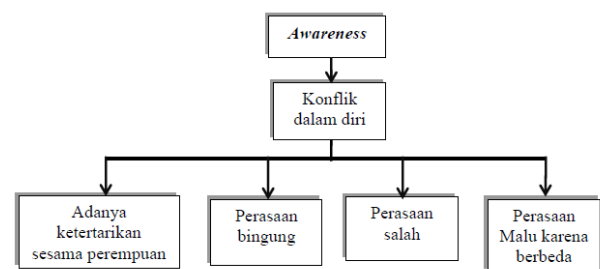 Awareness
Konflik
dalam diri
Adanya
ketertarikan
sesama perempuan
Perasaan
bingung
Perasaan
salah
Perasaan
Malu karena
berbeda